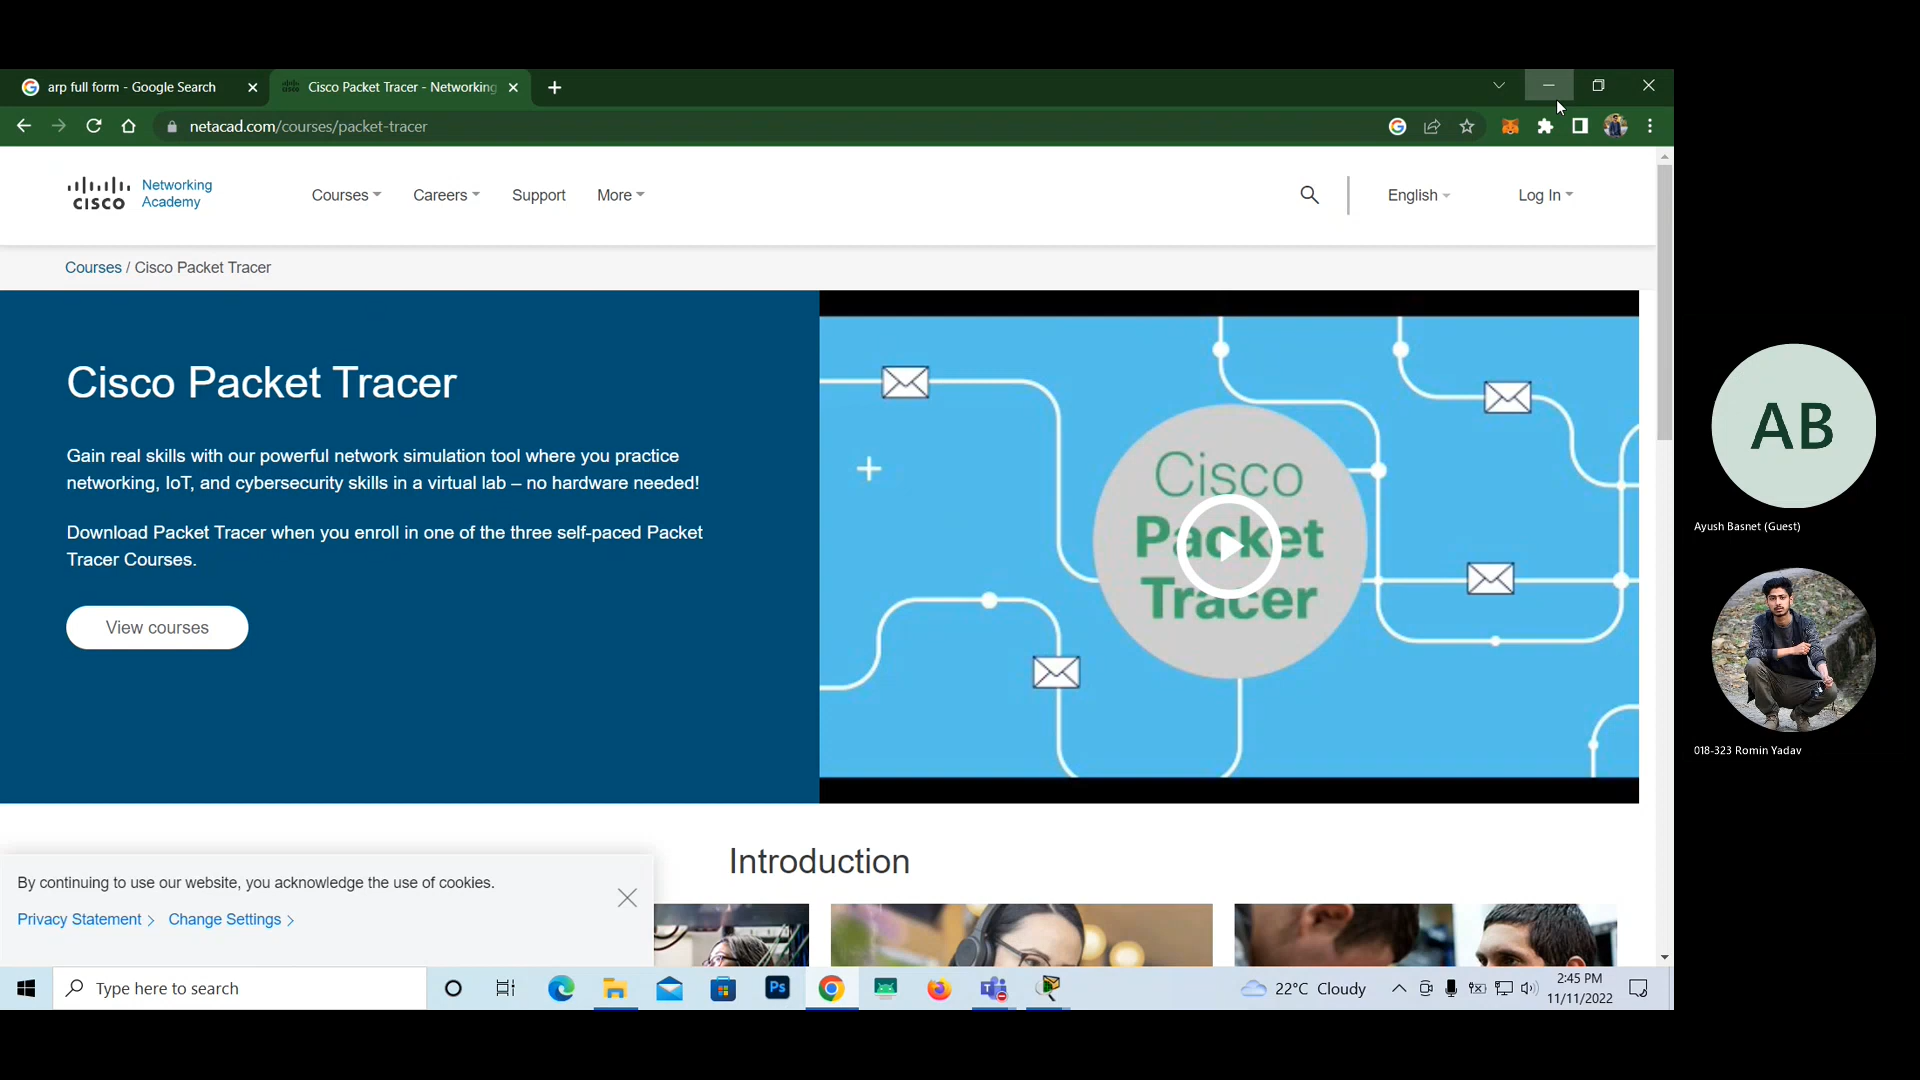 arp full form - Google Search
Cisco Packet Tracer - Networking
netacad.com/courses/packet-tracer
CISCO
Networking
Academy
Courses
Careers
Support
More
English
Log In
Courses / Cisco Packet Tracer
Cisco Packet Tracer
Gain real skills with our powerful network simulation tool where you practice
networking, IoT, and cybersecurity skills in a virtual lab – no hardware needed!
Download Packet Tracer when you enroll in one of the three self-paced Packet
Tracer Courses.
View courses
Cisco
Packet
Tracer
AB
Ayush Basnet (Guest)
018-323 Romin Yadav
Introduction
By continuing to use our website, you acknowledge the use of cookies.
Privacy Statement >
Change Settings >
Type here to search
Ps
22°C Cloudy
2:45 PM
11/11/2022